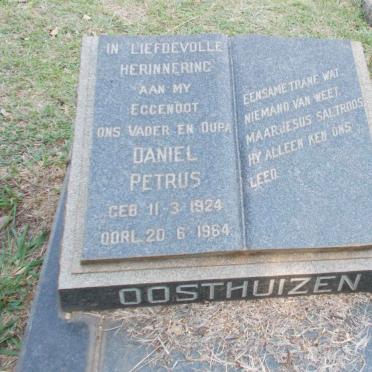 IN LIEFDEVOLLE
HERINNERING
AAN MY
EGGENOOT
ONS VADER EN OUPA
DANIEL
PETRUS
GEB. 11-3-1924
OORL. 20-6-1984
EENSAME TRANE WAT
NIEMAND VAN WEET,
MAAR JESUS SAL TROOS
HY ALLEEN KEN ONS
LEED.
OOSTHUIZEN